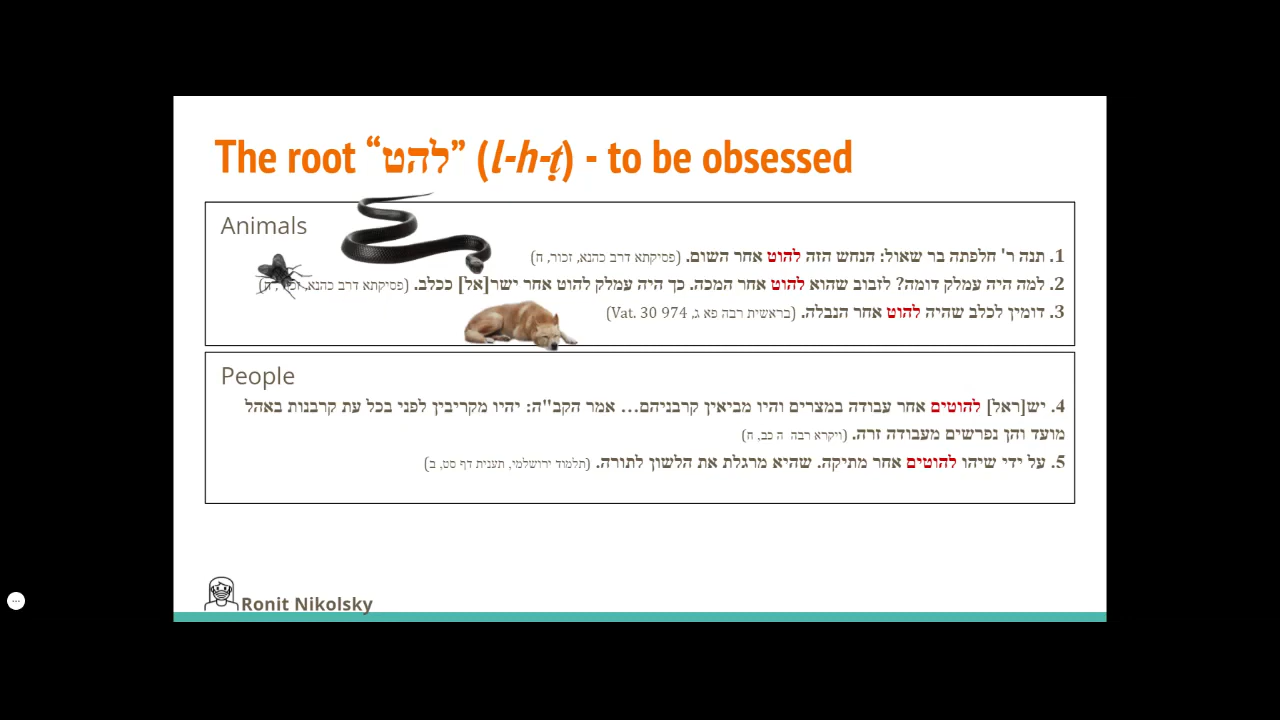 The root “להט” (l-h-ṭ) - to be obsessed
Animals
1. תנה ר' חלפתה בר שאול: הנחש הזה להוט אחר השום. (פסיקתא דרב כהנא, זכור, ח)
2. למה היה עמלק דומה? לזבוב שהוא להוט אחר המכה. כך היה עמלק להוט אחר ישר[אל] ככלב. (פסיקתא דרב כהנא, זכור, ח)
3. דומין לכלב שהיה להוט אחר הנבלה. (בראשית רבה פא ג, Vat. 30 974)
People
4. יש[ראל] להוטים אחר עבודה במצרים והיו מביאין קרבניהם... אמר הקב"ה: יהיו מקריבין לפני בכל עת קרבנות באהל
מועד והן נפרשים מעבודה זרה. (ויקרא רבה ה כב, ח)
5. על ידי שיהו להוטים אחר מתיקה. שהיא מרגלת את הלשון לתורה. (תלמוד ירושלמי, תענית דף סט, ב)
Ronit Nikolsky